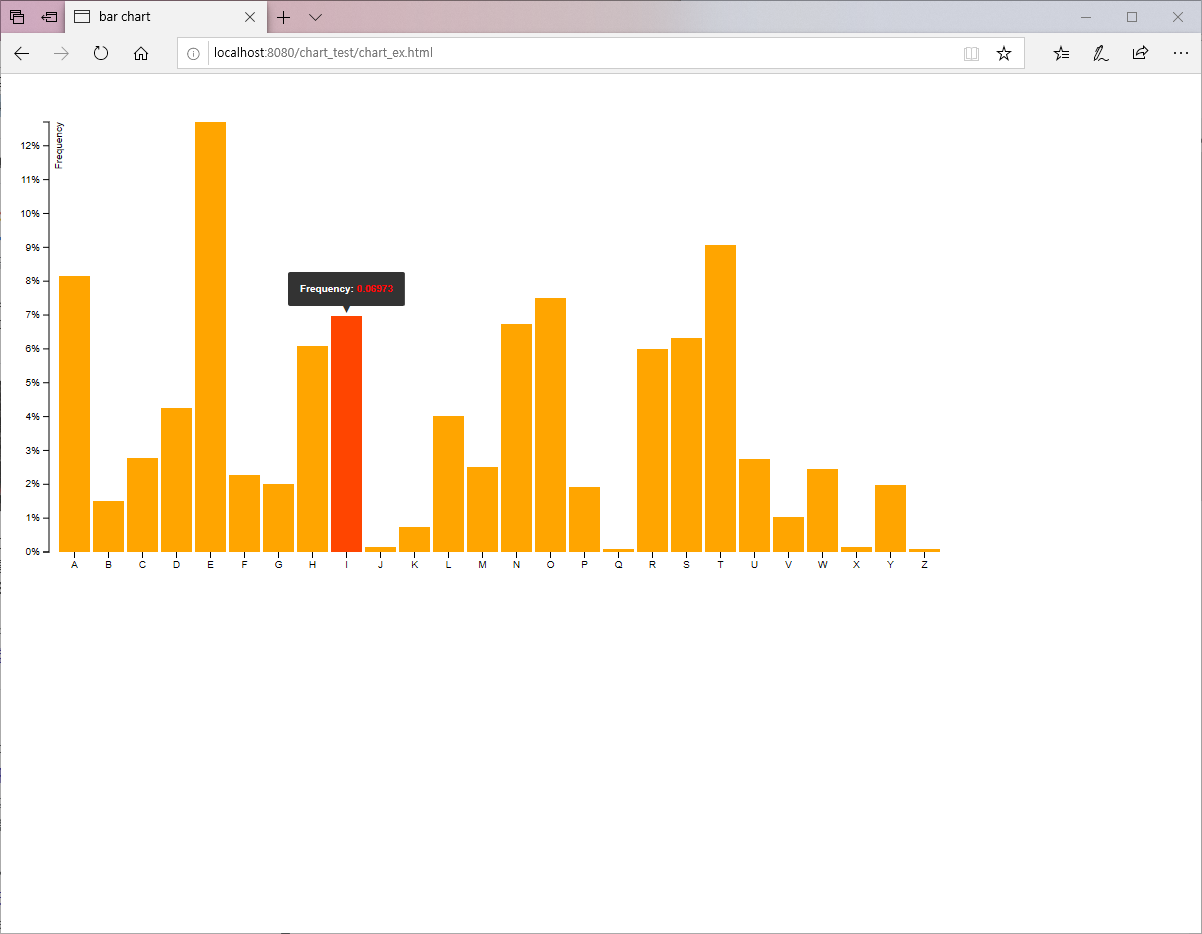 bar chart
localhost:8080/chart_test/chart_ex.html
Frequency
12%
11%
10%
9%
8%
7%
6%
5%
4%
3%
2%
1%
0%
Frequency: 0.06973
A B C D E F G H I J K L M N O P Q R S T U V W X Y Z